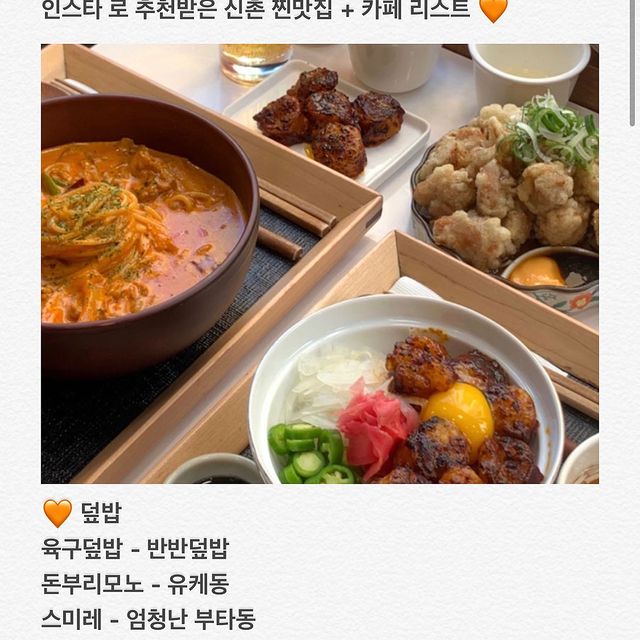 인스타 로 추천받은 신촌 찐맛집 + 카페 리스트 🧡
🧡 덮밥
육구덮밥 - 반반덮밥
돈부리모노 - 유케동
스미레 - 엄청난 부타동